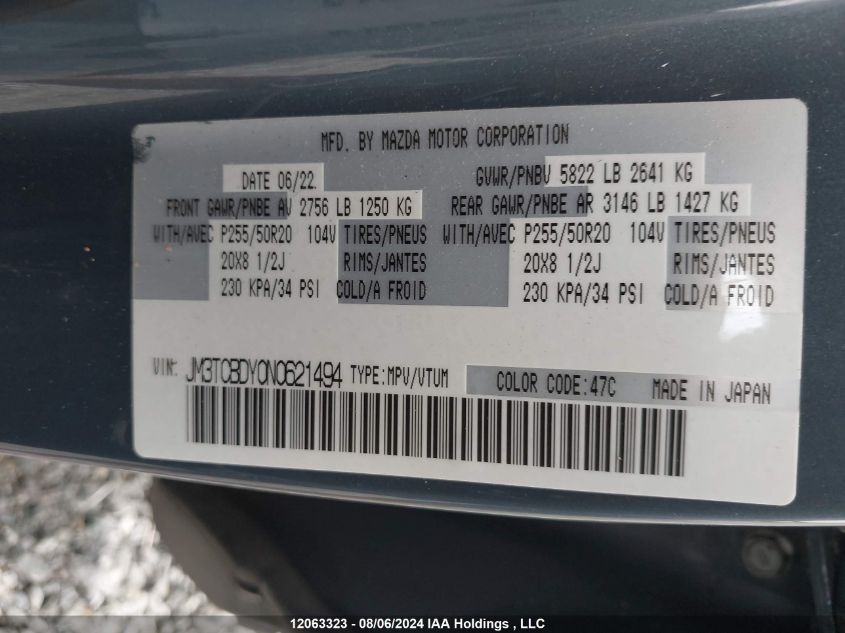 MFD. BY MAZDA MOTOR CORPORATION
DATE 06/22 GVWR/PNBV 5822 LB 2641 KG
FRONT GAWR/PNBE AV 2756 LB 1250 KG REAR GAWR/PNBE AR 3146 LB 1427 KG
WITH/AVEC P255/50R20 104V TIRES/PNEUS WITH/AVEC P255/50R20 104V TIRES/PNEUS
20X8 1/2J RIMS/JANTES 20X8 1/2J RIMS/JANTES
230 KPA/34 PSI COLD/A FROID 230 KPA/34 PSI COLD/A FROID
VIN: JM3TCBDY0N0621494 TYPE:MPV/VTUM COLOR CODE:47C MADE IN JAPAN
12063323 - 08/06/2024 IAA Holdings , LLC